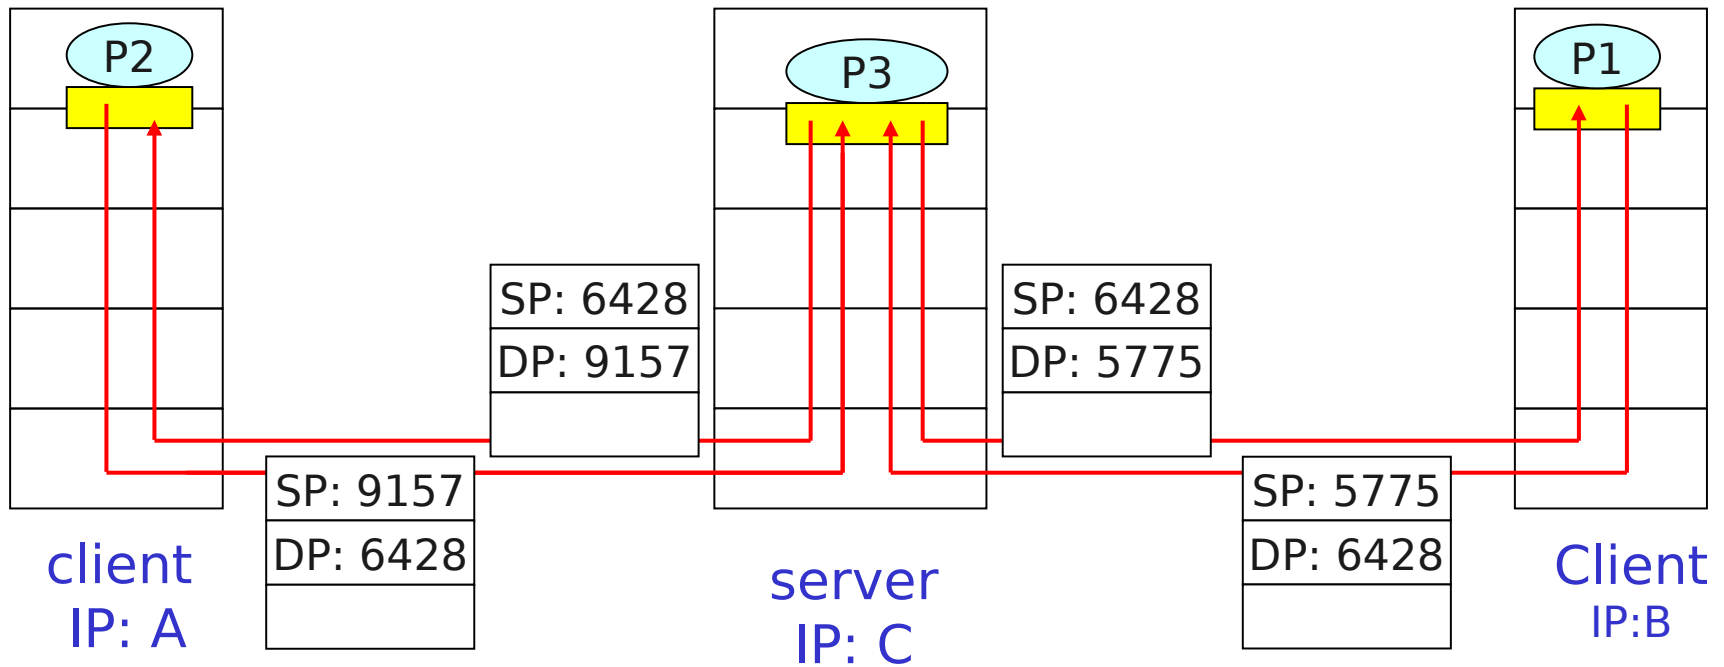 P2
P3
P1
SP: 6428
DP: 9157
SP: 6428
DP: 5775
SP: 9157
DP: 6428
SP: 5775
DP: 6428
client
IP: A
server
IP: C
Client
IP:B